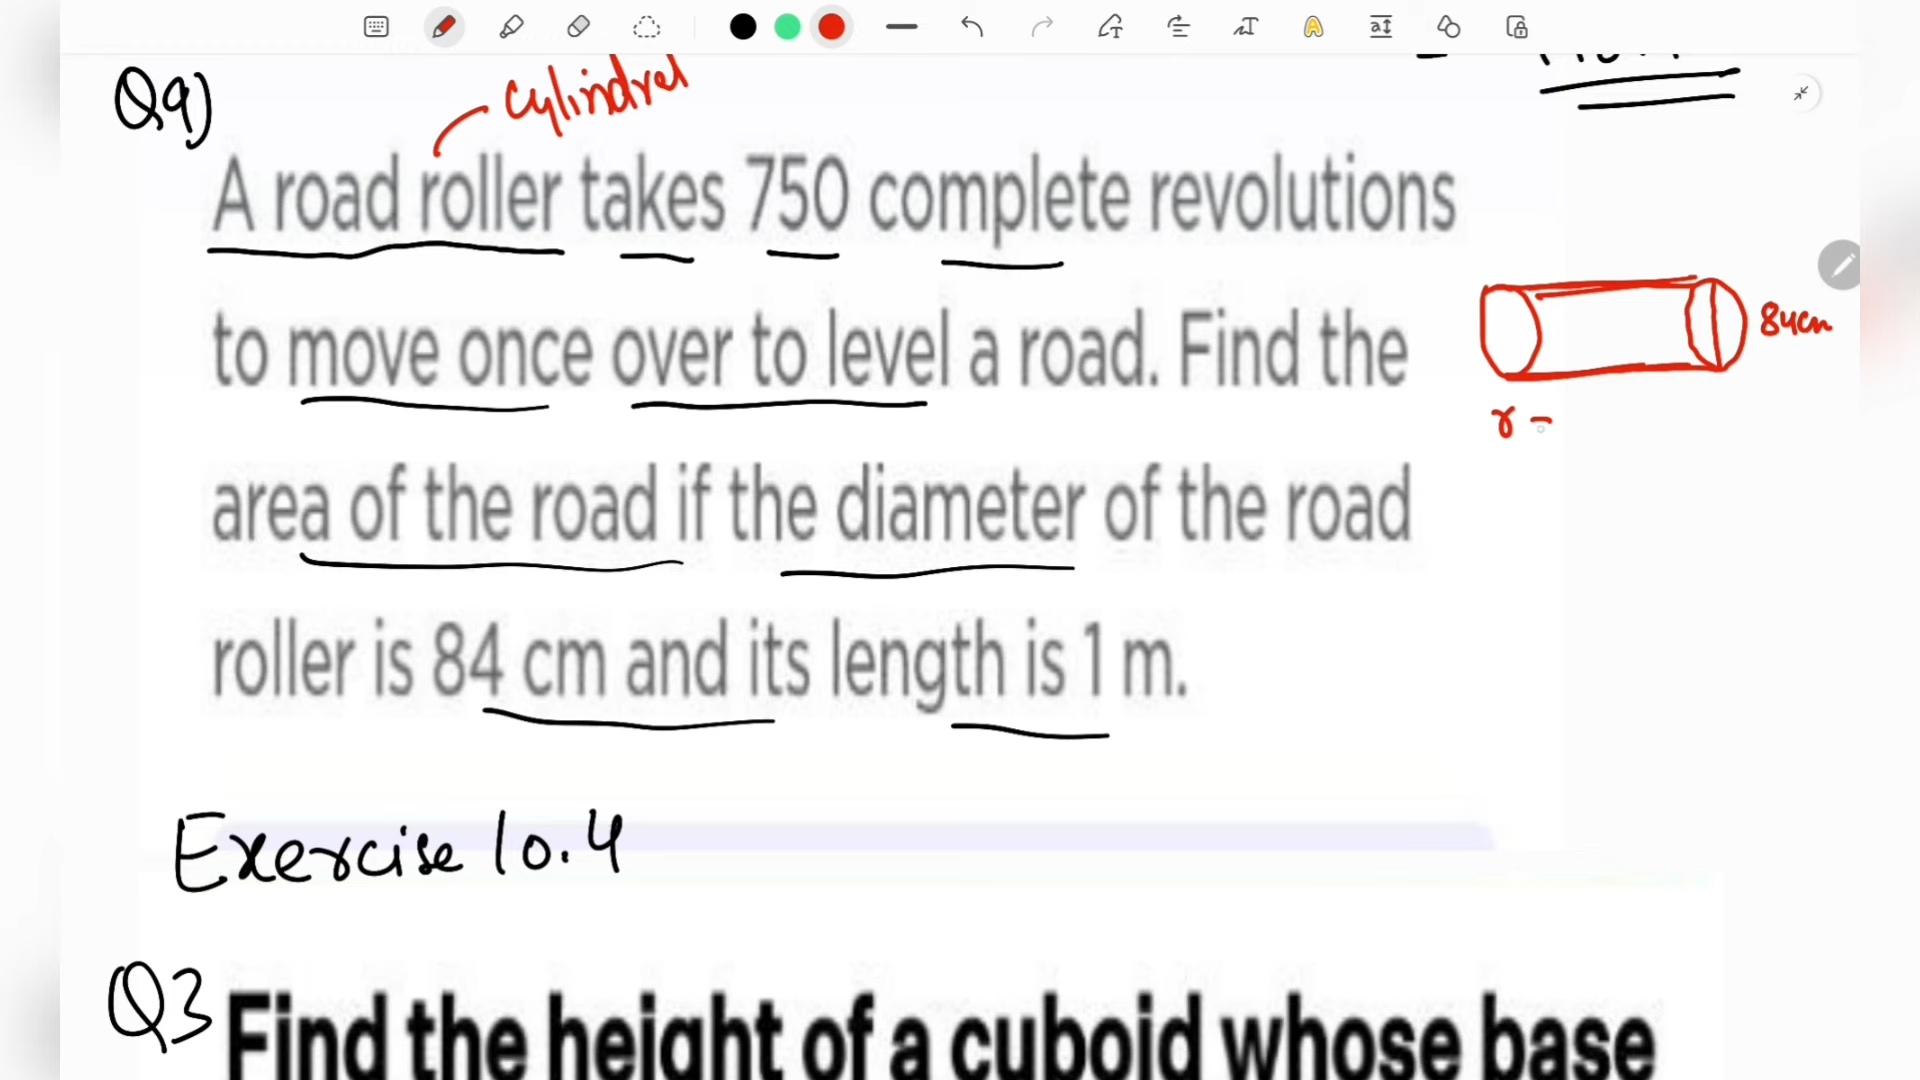 Q9)
cylindrel
A road roller takes 750 complete revolutions
to move once over to level a road. Find the
84cm
r =
area of the road if the diameter of the road
roller is 84 cm and its length is 1 m.
Exercise 10.4
Q3
Find the height of a cuboid whose base